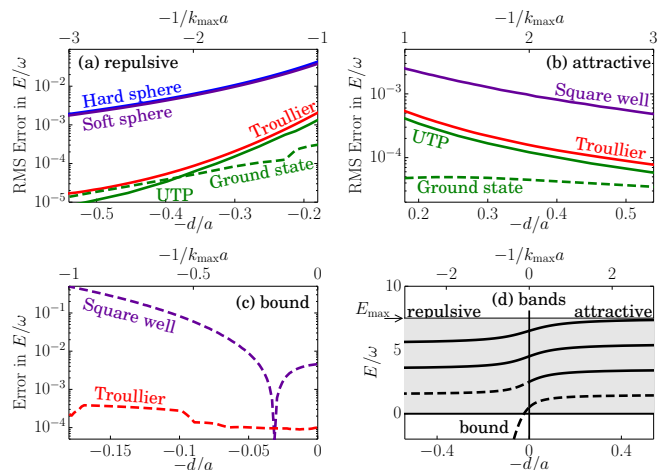 −1/k_max a
−3 −2 −1
(a) repulsive
Hard sphere
Soft sphere
Troullier
UTP
Ground state
RMS Error in E/ω
10^−2
10^−3
10^−4
10^−5
−0.5 −0.4 −0.3 −0.2
−d/a
−1/k_max a
1 2 3
(b) attractive
Square well
Troullier
UTP
Ground state
RMS Error in E/ω
10^−3
10^−4
0.2 0.3 0.4 0.5
−d/a
−1/k_max a
−1 −0.5 0
(c) bound
Square well
Troullier
Error in E/ω
10^−1
10^−2
10^−3
10^−4
−0.15 −0.1 −0.05 0
−d/a
−1/k_max a
−2 0 2
(d) bands
repulsive attractive
E_max
bound
E/ω
10
5
0
−0.4 −0.2 0 0.2 0.4
−d/a